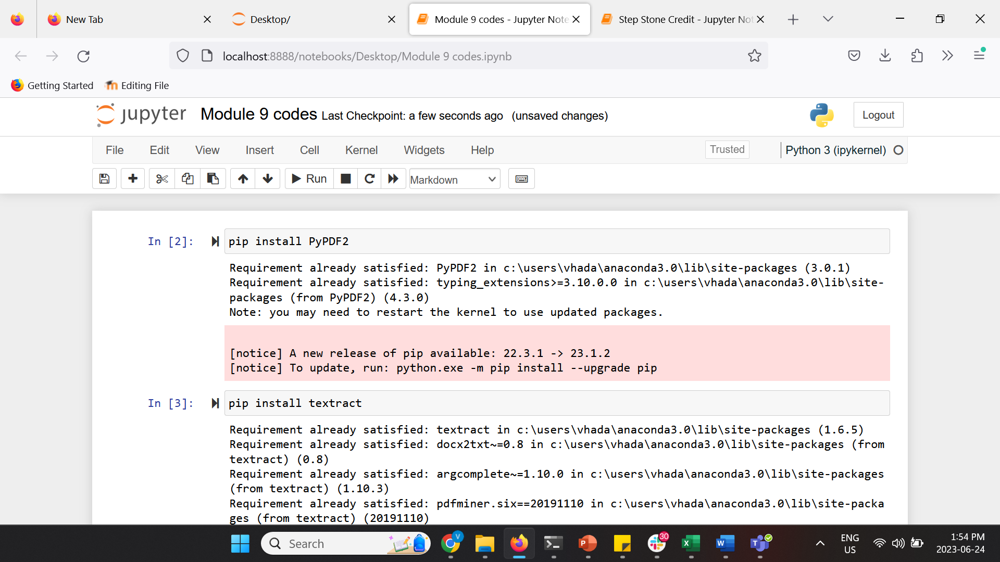 New Tab
Desktop/
Module 9 codes - Jupyter Note
Step Stone Credit - Jupyter Not
localhost:8888/notebooks/Desktop/Module 9 codes.ipynb
Getting Started
Editing File
jupyter
Module 9 codes Last Checkpoint: a few seconds ago (unsaved changes)
Logout
File Edit View Insert Cell Kernel Widgets Help
Trusted
Python 3 (ipykernel)
Run
Markdown
In [2]:
pip install PyPDF2
Requirement already satisfied: PyPDF2 in c:\users\vhada\anaconda3.0\lib\site-packages (3.0.1)
Requirement already satisfied: typing_extensions>=3.10.0.0 in c:\users\vhada\anaconda3.0\lib\site-
packages (from PyPDF2) (4.3.0)
Note: you may need to restart the kernel to use updated packages.
[notice] A new release of pip available: 22.3.1 -> 23.1.2
[notice] To update, run: python.exe -m pip install --upgrade pip
In [3]:
pip install textract
Requirement already satisfied: textract in c:\users\vhada\anaconda3.0\lib\site-packages (1.6.5)
Requirement already satisfied: docx2txt~=0.8 in c:\users\vhada\anaconda3.0\lib\site-packages (from
textract) (0.8)
Requirement already satisfied: argcomplete~=1.10.0 in c:\users\vhada\anaconda3.0\lib\site-packages
(from textract) (1.10.3)
Requirement already satisfied: pdfminer.six==20191110 in c:\users\vhada\anaconda3.0\lib\site-packa
ges (from textract) (20191110)
Search
V
P
30
X
W
T
ENG
US
1:54 PM
2023-06-24